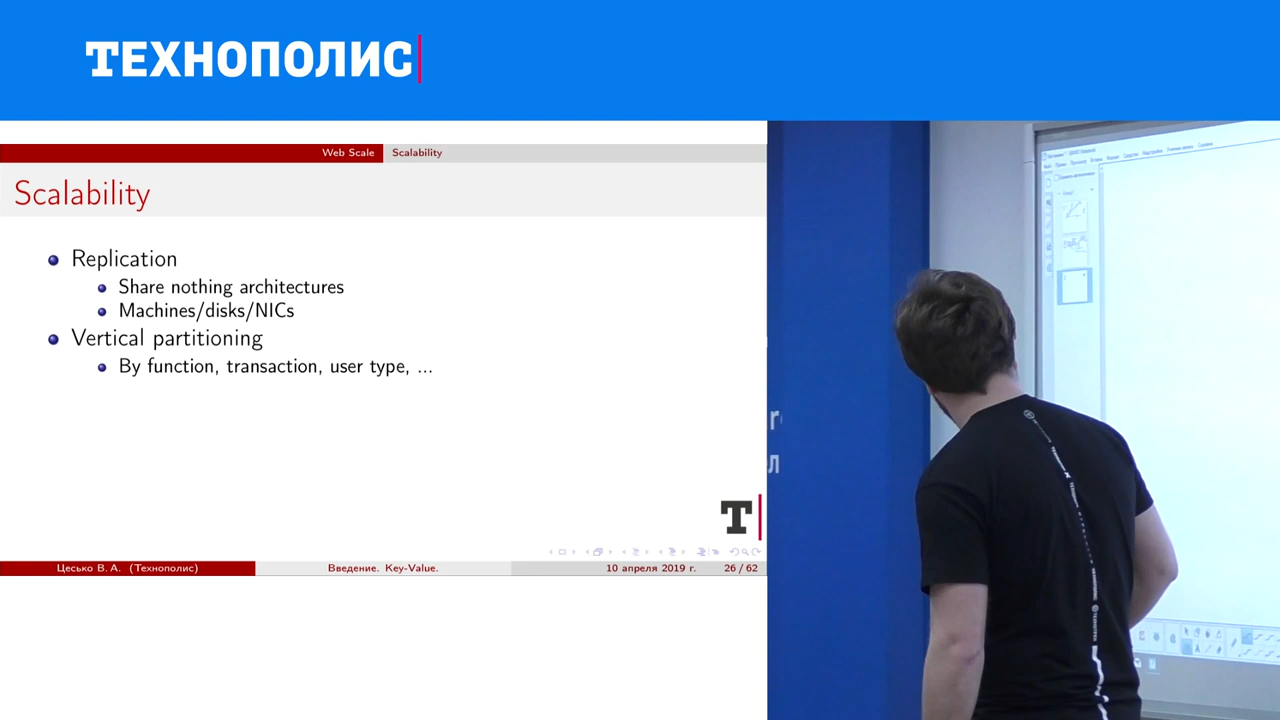 ТЕХНОПОЛИС
Web Scale Scalability
Scalability
Replication
Share nothing architectures
Machines/disks/NICs
Vertical partitioning
By function, transaction, user type, ...
T
Цесько В. А. (Технополис) Введение. Key-Value. 10 апреля 2019 г. 26 / 62